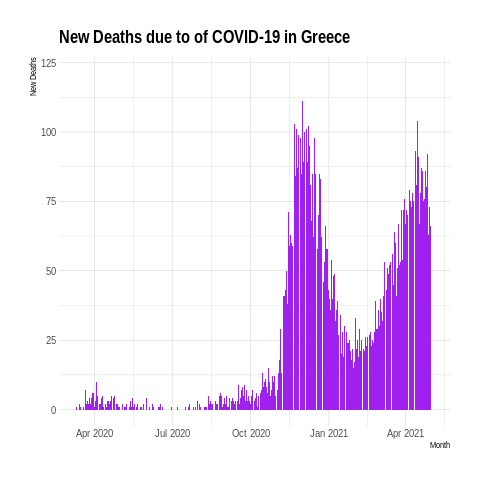 New Deaths due to of COVID-19 in Greece
New Deaths
125
100
75
50
25
0
Apr 2020 Jul 2020 Oct 2020 Jan 2021 Apr 2021
Month